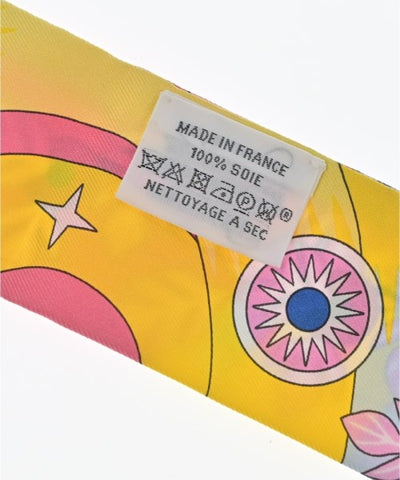 MADE IN FRANCE
100% SOIE
P ®
NETTOYAGE A SEC